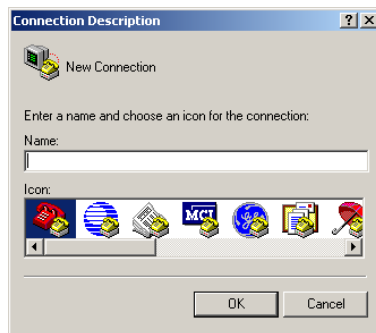 Connection Description
New Connection
Enter a name and choose an icon for the connection:
Name:
Icon:
MCI
OK
Cancel